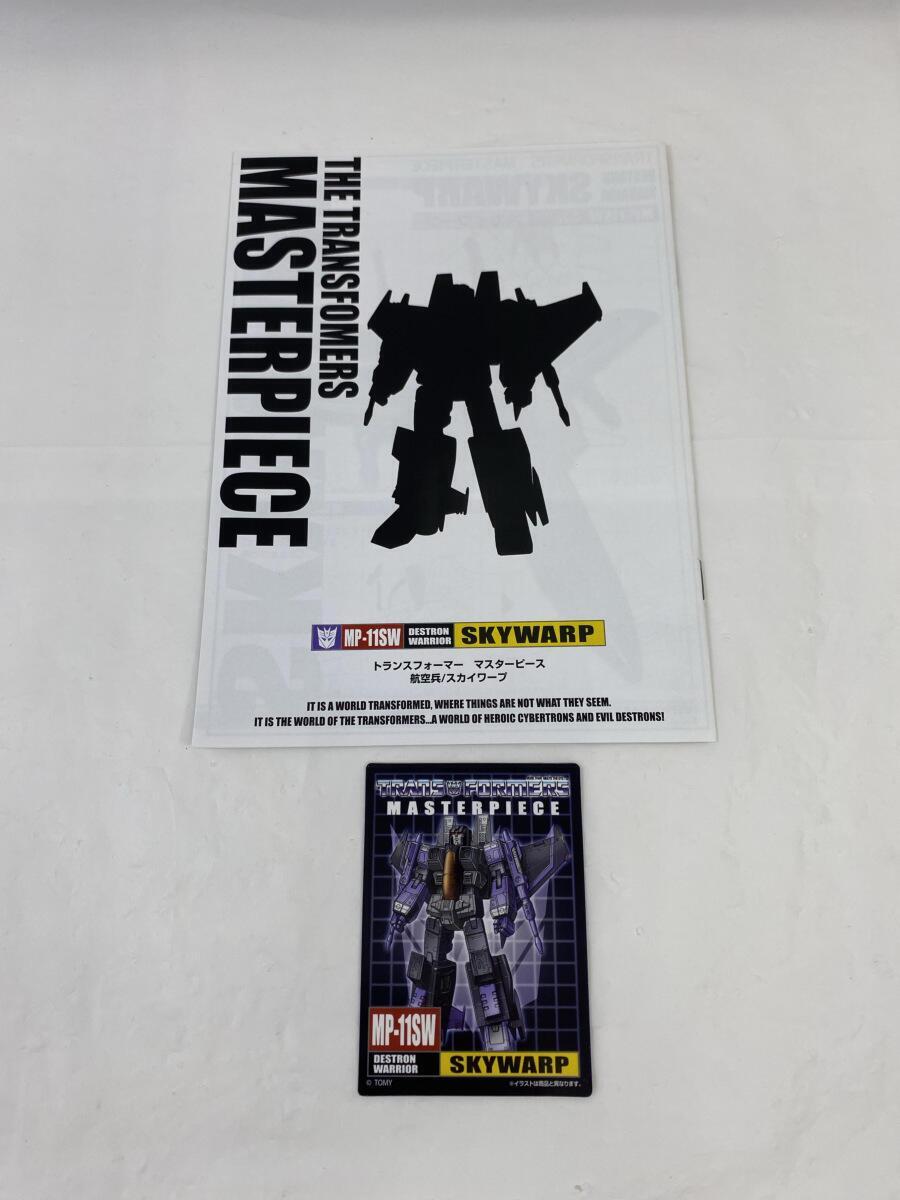 THE TRANSFOMERS
MASTERPIECE
MP-11SW
DESTRON
WARRIOR
SKYWARP
トランスフォーマー マスターピース
航空兵/スカイワープ
IT IS A WORLD TRANSFORMED, WHERE THINGS ARE NOT WHAT THEY SEEM.
IT IS THE WORLD OF THE TRANSFORMERS...A WORLD OF HEROIC CYBERTRONS AND EVIL DESTRONS!
TRANSFORMERS
MASTERPIECE
MP-11SW
DESTRON
WARRIOR
SKYWARP
© TOMY
※イラストは商品と異なります。